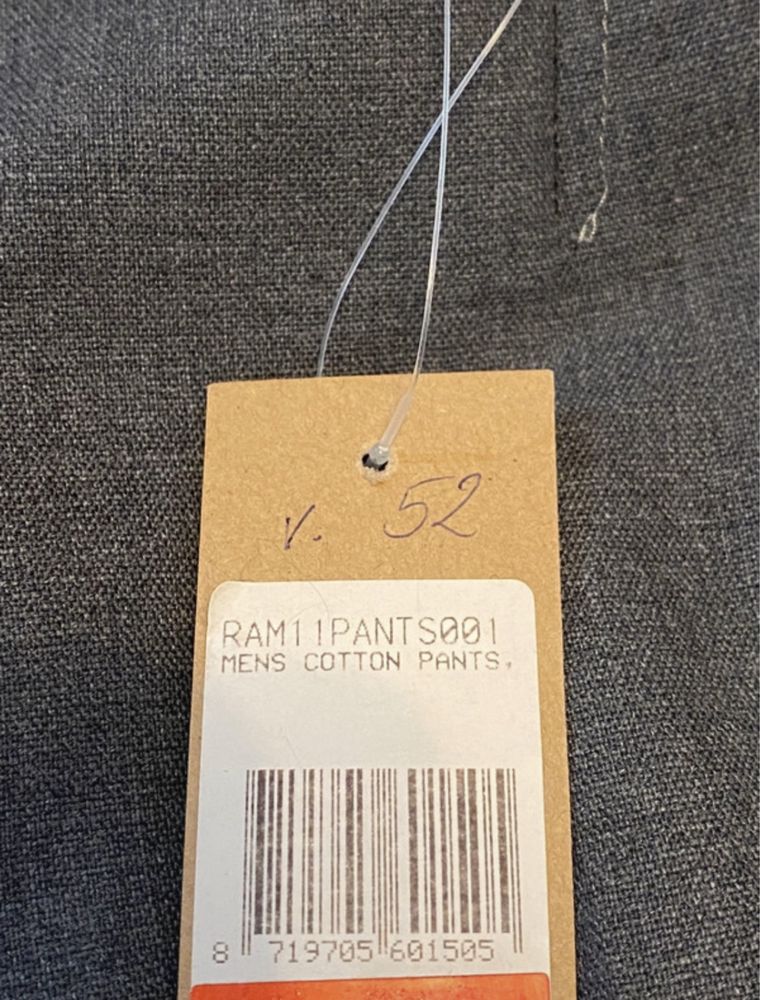 v. 52
RAM11PANTS001
MENS COTTON PANTS.
8 719705 601505